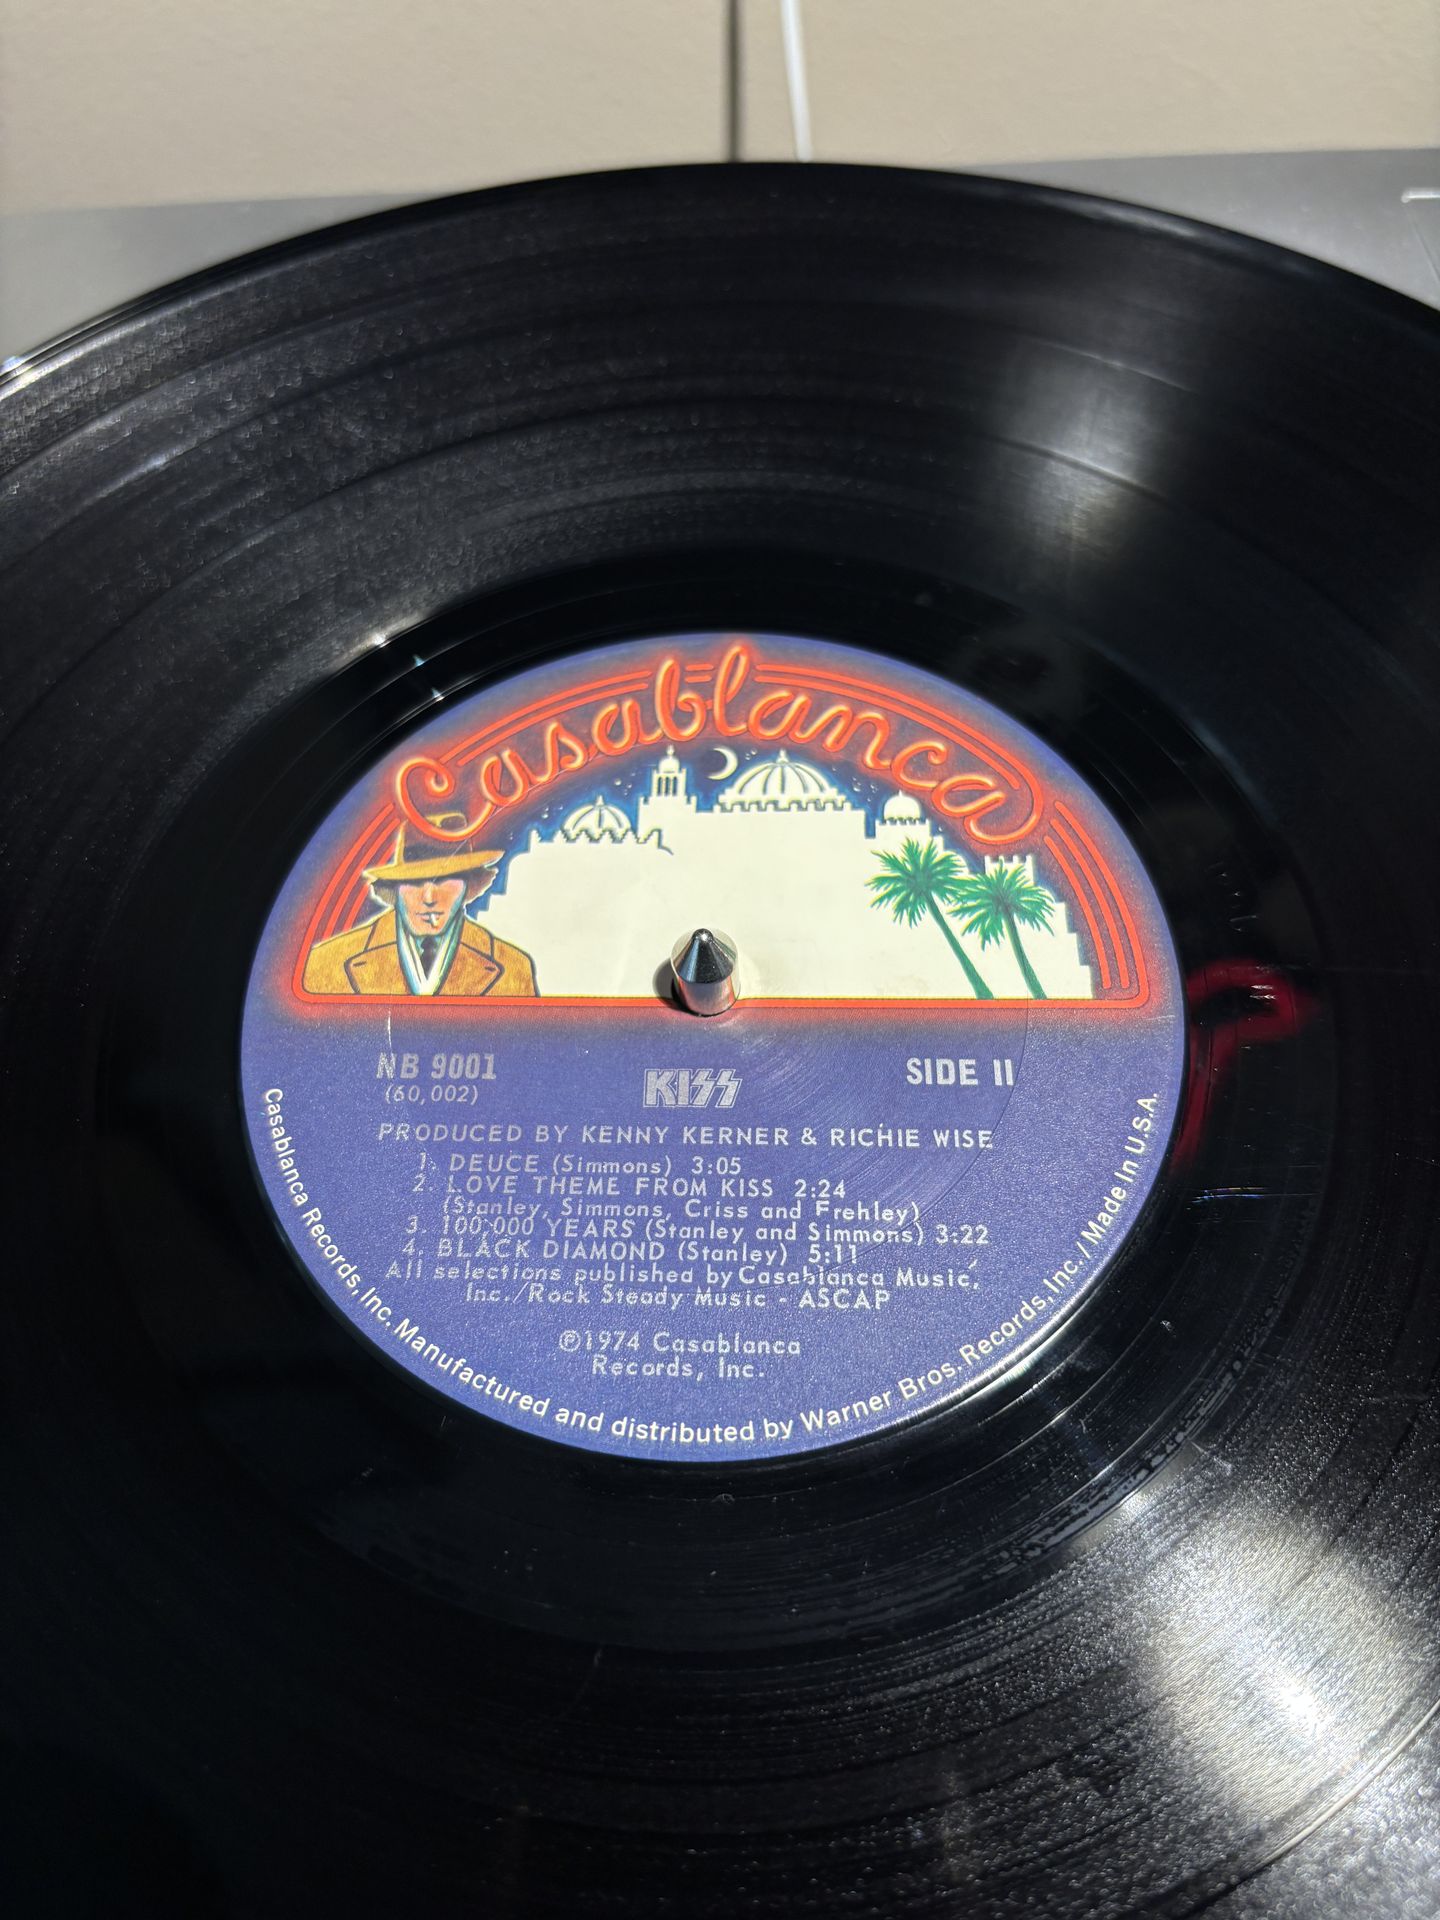 Casablanca
NB 9001
(60,002)
KISS
SIDE II
PRODUCED BY KENNY KERNER & RICHIE WISE
1. DEUCE (Simmons) 3:05
2. LOVE THEME FROM KISS 2:24
(Stanley, Simmons, Criss and Frehley)
3. 100,000 YEARS (Stanley and Simmons) 3:22
4. BLACK DIAMOND (Stanley) 5:11
All selections published by Casablanca Music,
Inc./Rock Steady Music - ASCAP
℗1974 Casablanca
Records, Inc.
Casablanca Records, Inc. Manufactured and distributed by Warner Bros. Records, Inc./Made In U.S.A.